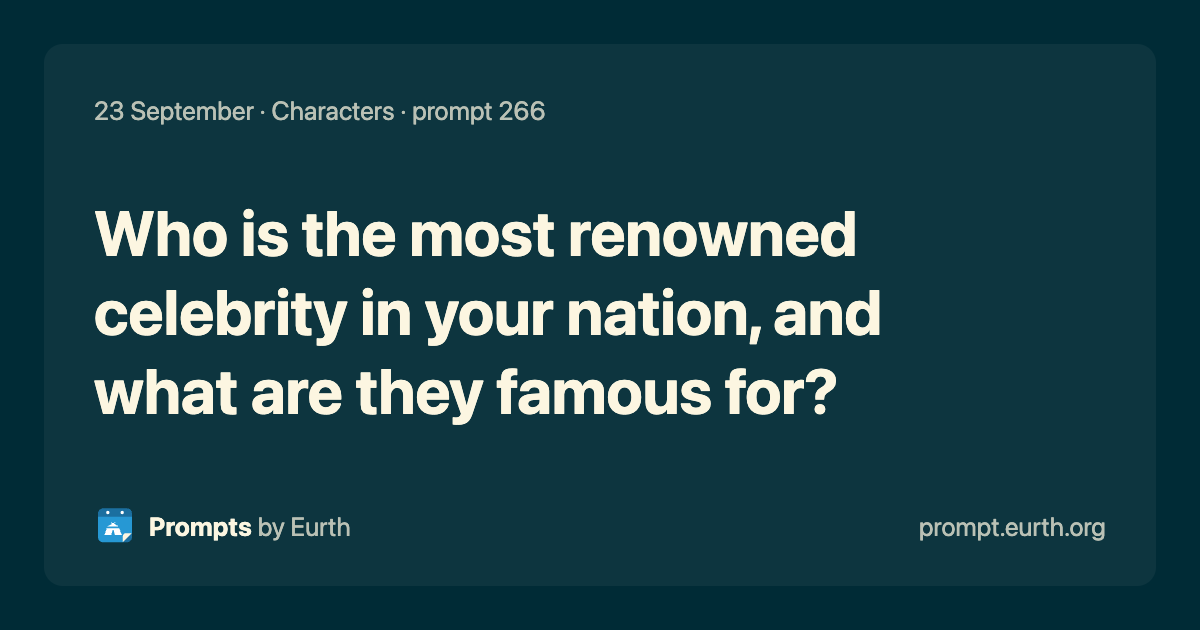 23 September · Characters · prompt 266
Who is the most renowned
celebrity in your nation, and
what are they famous for?
Prompts by Eurth
prompt.eurth.org